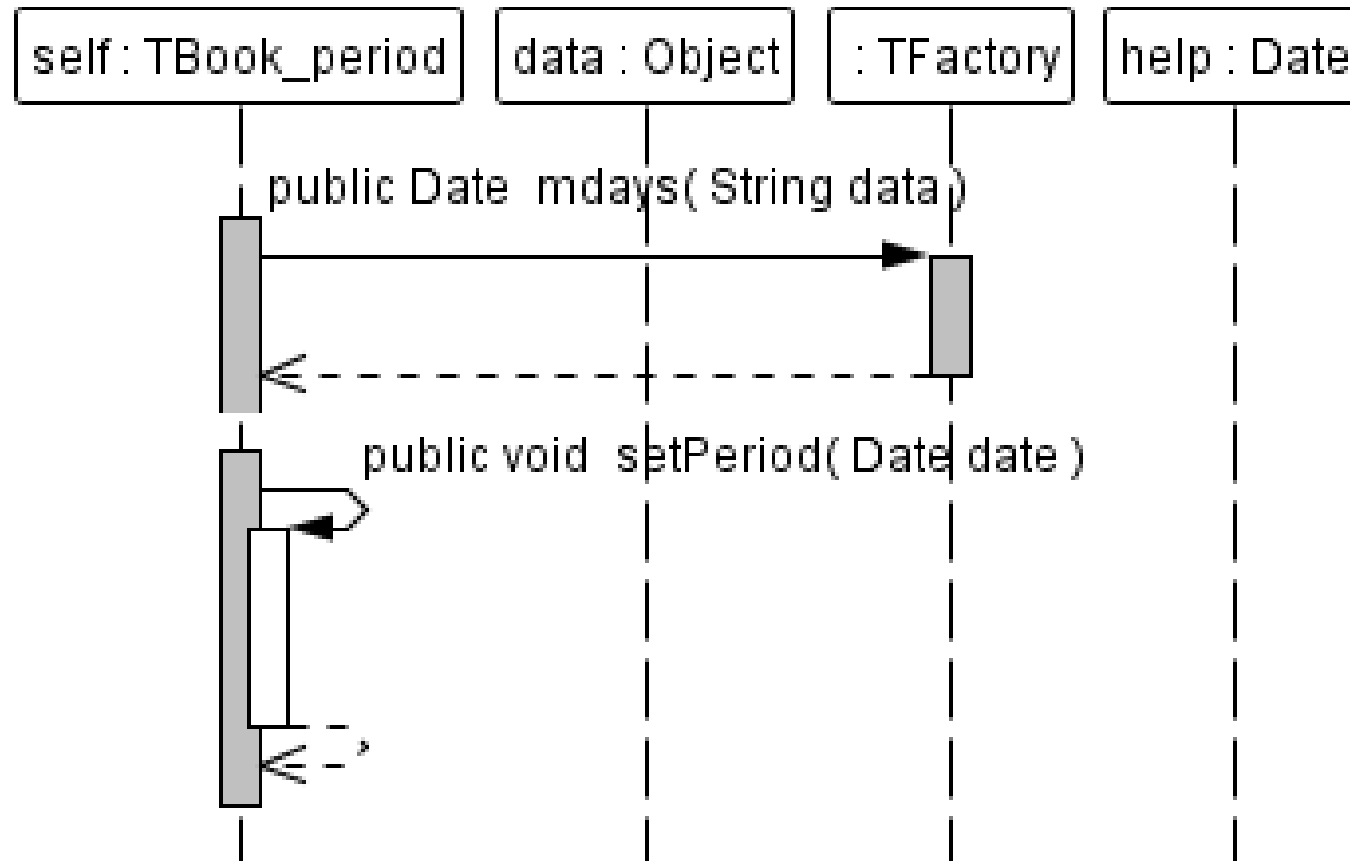 self : TBook_period
data : Object
: TFactory
help : Date
public Date mdays( String data )
public void setPeriod( Date date )